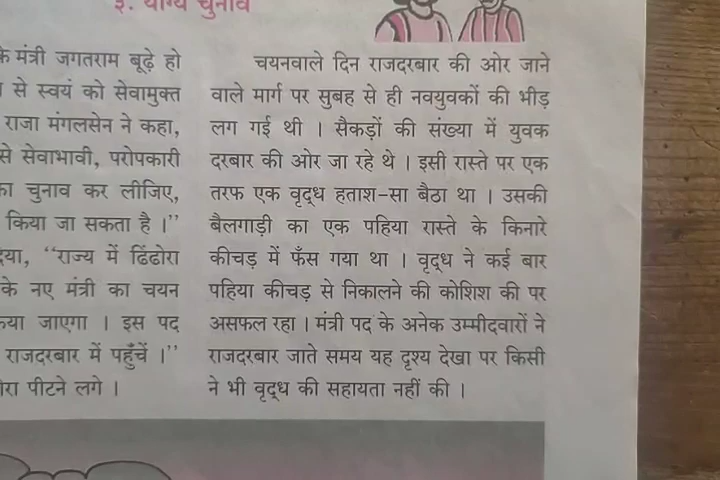 ३. योग्य चुनाव
के मंत्री जगतराम बूढ़े हो
से स्वयं को सेवामुक्त
राजा मंगलसेन ने कहा,
से सेवाभावी, परोपकारी
का चुनाव कर लीजिए,
किया जा सकता है ।”
“राज्य में ढिंढोरा
के नए मंत्री का चयन
जाएगा । इस पद
राजदरबार में पहुँचें ।”
पीटने लगे ।
चयनवाले दिन राजदरबार की ओर जाने
वाले मार्ग पर सुबह से ही नवयुवकों की भीड़
लग गई थी । सैकड़ों की संख्या में युवक
दरबार की ओर जा रहे थे । इसी रास्ते पर एक
तरफ एक वृद्ध हताश-सा बैठा था । उसकी
बैलगाड़ी का एक पहिया रास्ते के किनारे
कीचड़ में फँस गया था । वृद्ध ने कई बार
पहिया कीचड़ से निकालने की कोशिश की पर
असफल रहा । मंत्री पद के अनेक उम्मीदवारों ने
राजदरबार जाते समय यह दृश्य देखा पर किसी
ने भी वृद्ध की सहायता नहीं की ।